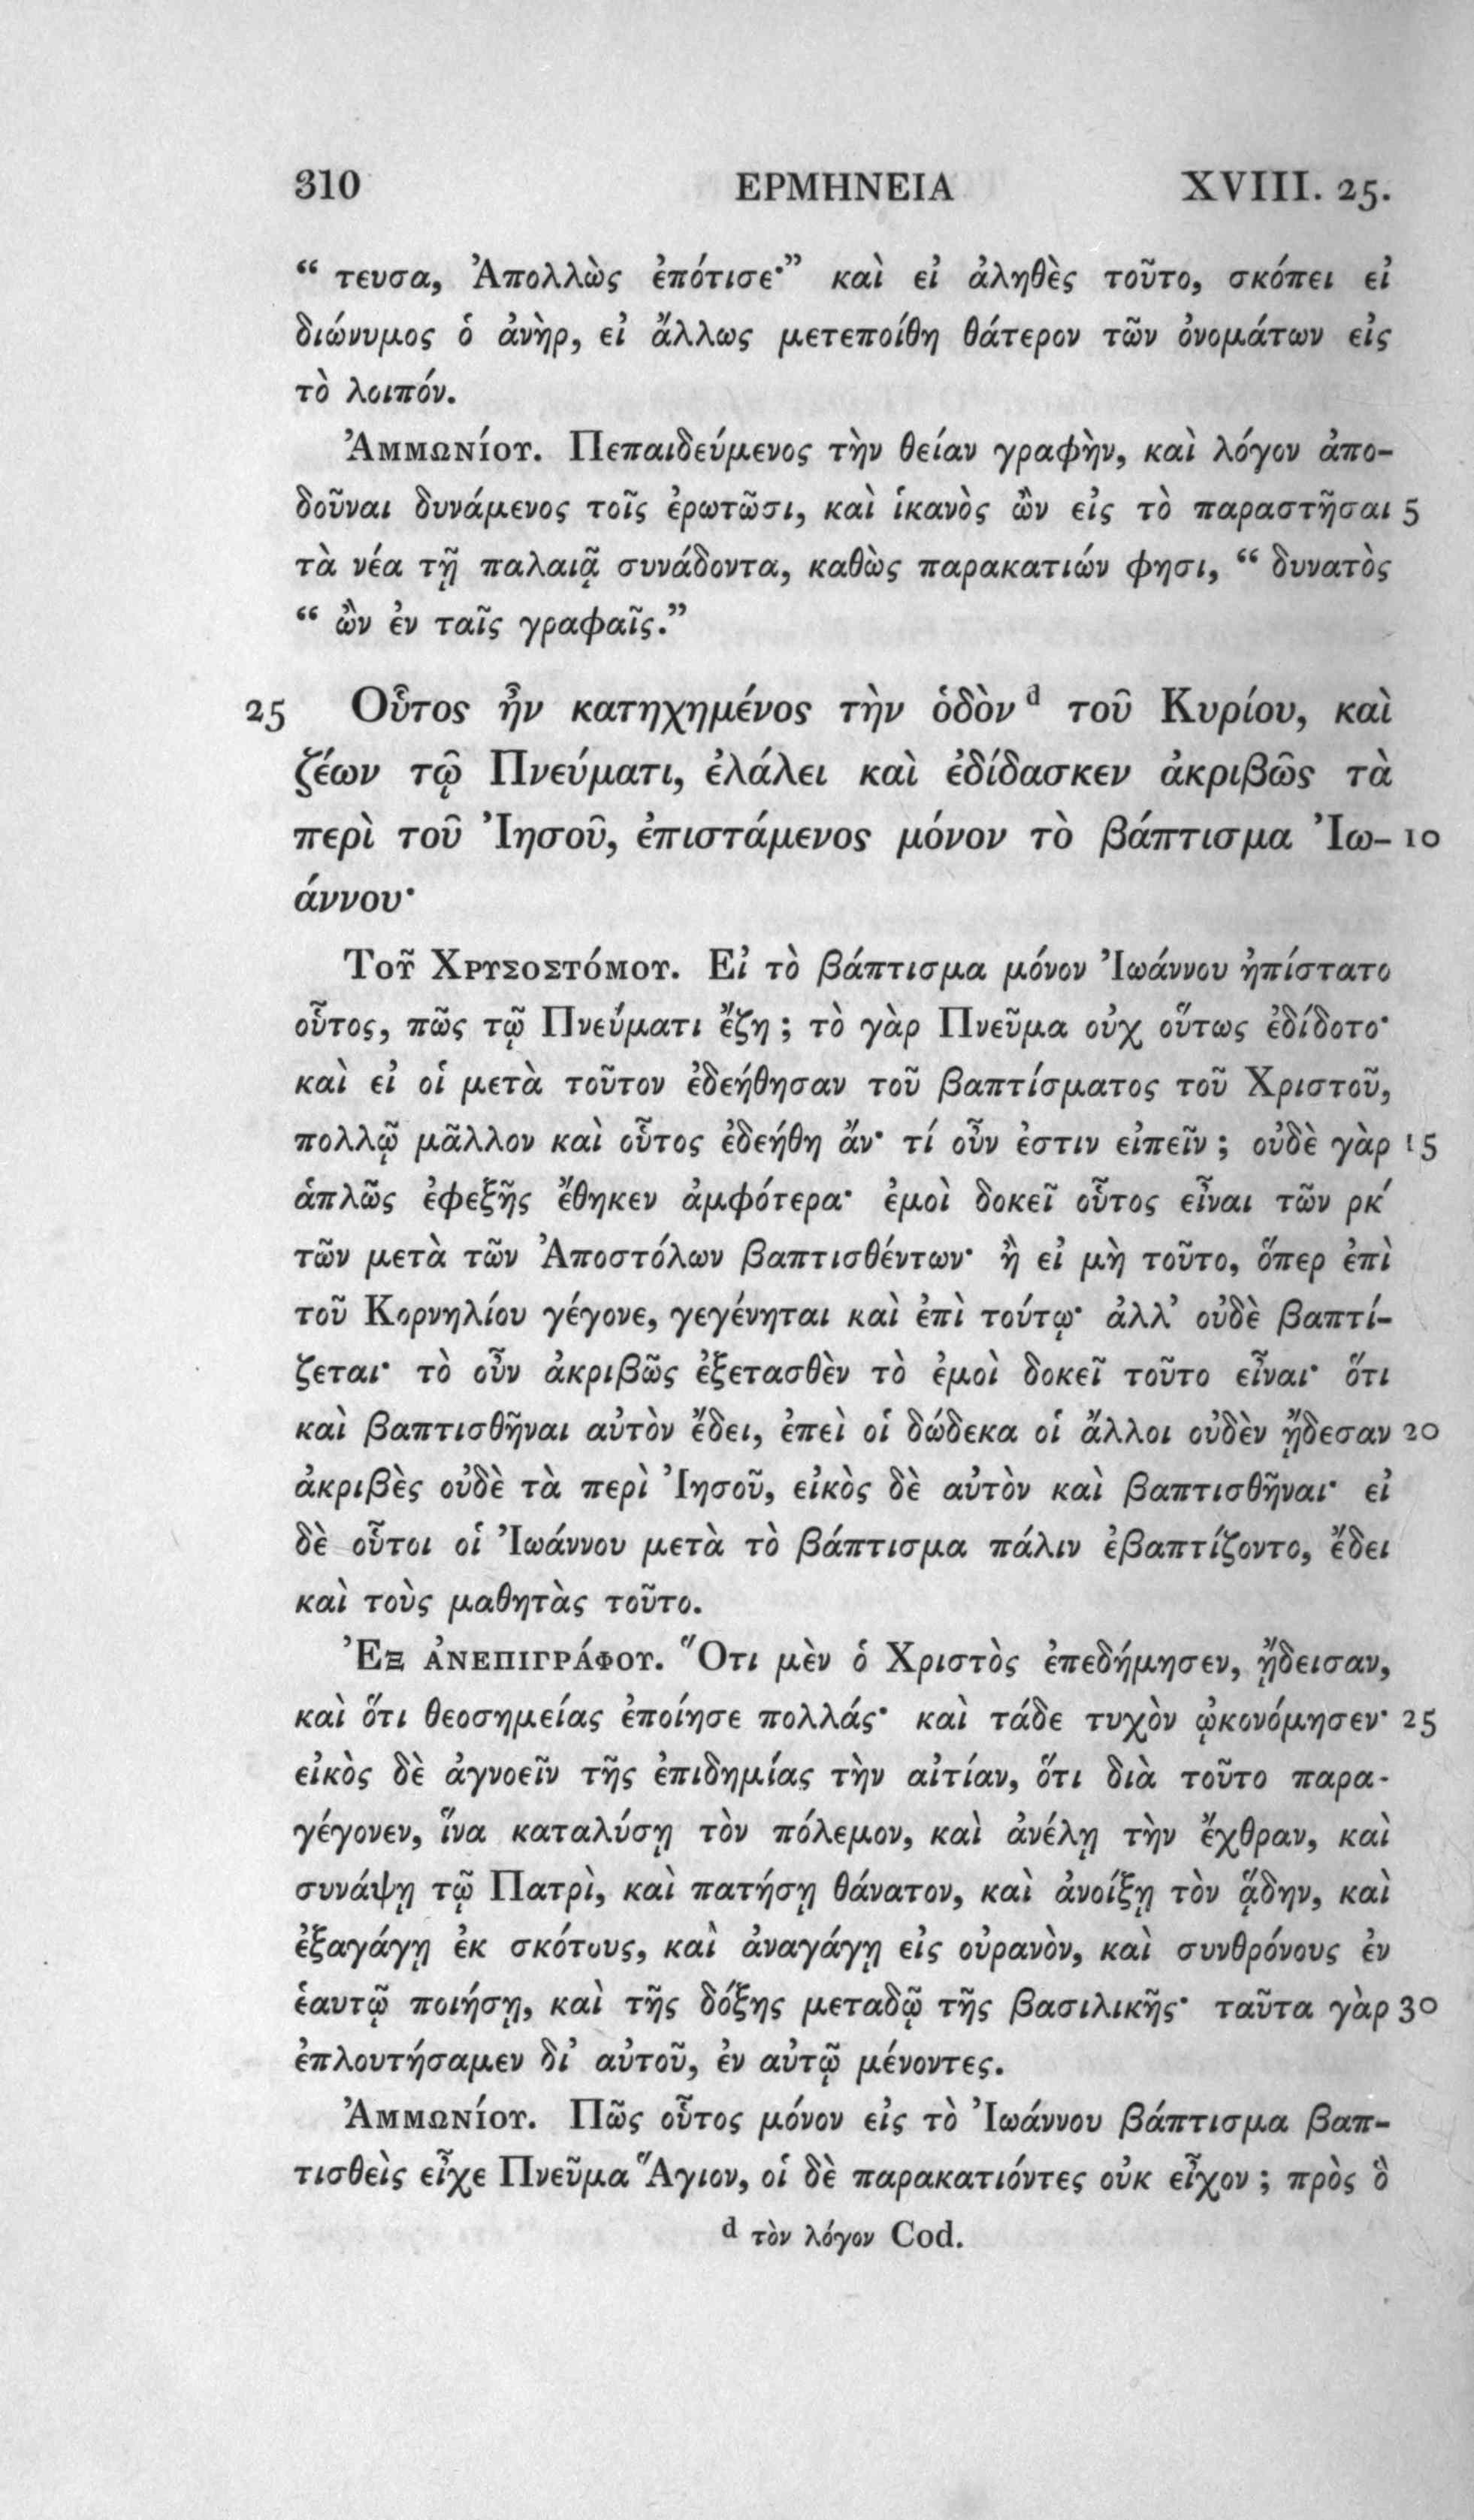 310 ΕΡΜΗΝΕΙΑ XVIII. 25.
“ τευσα, Ἀπολλὼς ἐπότισε·” καὶ εἰ ἀληθὲς τοῦτο, σκόπει εἰ
διώνυμος ὁ ἀνὴρ, εἰ ἄλλως μετεποίθη θάτερον τῶν ὀνομάτων εἰς
τὸ λοιπόν.
Ἀμμωνίου. Πεπαιδεύμενος τὴν θείαν γραφὴν, καὶ λόγον ἀπο-
δοῦναι δυνάμενος τοῖς ἐρωτῶσι, καὶ ἱκανὸς ὢν εἰς τὸ παραστῆσαι 5
τὰ νέα τῇ παλαιᾷ συνάδοντα, καθὼς παρακατιών φησι, “ δυνατὸς
“ ὢν ἐν ταῖς γραφαῖς.”
25 Οὗτος ἦν κατηχημένος τὴν ὁδὸν d τοῦ Κυρίου, καὶ
ζέων τῷ Πνεύματι, ἐλάλει καὶ ἐδίδασκεν ἀκριβῶς τὰ
περὶ τοῦ Ἰησοῦ, ἐπιστάμενος μόνον τὸ βάπτισμα Ἰω- 10
άννου·
Τοῦ Χρυσοστόμου. Εἰ τὸ βάπτισμα μόνον Ἰωάννου ἠπίστατο
οὗτος, πῶς τῷ Πνεύματι ἔζη ; τὸ γὰρ Πνεῦμα οὐχ οὕτως ἐδίδοτο·
καὶ εἰ οἱ μετὰ τοῦτον ἐδεήθησαν τοῦ βαπτίσματος τοῦ Χριστοῦ,
πολλῷ μᾶλλον καὶ οὗτος ἐδεήθη ἄν· τί οὖν ἐστιν εἰπεῖν ; οὐδὲ γὰρ 15
ἁπλῶς ἐφεξῆς ἔθηκεν ἀμφότερα· ἐμοὶ δοκεῖ οὗτος εἶναι τῶν ρκ′
τῶν μετὰ τῶν Ἀποστόλων βαπτισθέντων· ἢ εἰ μὴ τοῦτο, ὅπερ ἐπὶ
τοῦ Κορνηλίου γέγονε, γεγένηται καὶ ἐπὶ τούτῳ· ἀλλ’ οὐδὲ βαπτί-
ζεται· τὸ οὖν ἀκριβῶς ἐξετασθὲν τὸ ἐμοὶ δοκεῖ τοῦτο εἶναι· ὅτι
καὶ βαπτισθῆναι αὐτὸν ἔδει, ἐπεὶ οἱ δώδεκα οἱ ἄλλοι οὐδὲν ᾔδεσαν 20
ἀκριβὲς οὐδὲ τὰ περὶ Ἰησοῦ, εἰκὸς δὲ αὐτὸν καὶ βαπτισθῆναι· εἰ
δὲ οὗτοι οἱ Ἰωάννου μετὰ τὸ βάπτισμα πάλιν ἐβαπτίζοντο, ἔδει
καὶ τοὺς μαθητὰς τοῦτο.
Ἐξ ἀνεπιγράφου. Ὅτι μὲν ὁ Χριστὸς ἐπεδήμησεν, ᾔδεισαν,
καὶ ὅτι θεοσημείας ἐποίησε πολλάς· καὶ τάδε τυχὸν ᾠκονόμησεν· 25
εἰκὸς δὲ ἀγνοεῖν τῆς ἐπιδημίας τὴν αἰτίαν, ὅτι διὰ τοῦτο παρα-
γέγονεν, ἵνα καταλύσῃ τὸν πόλεμον, καὶ ἀνέλῃ τὴν ἔχθραν, καὶ
συνάψῃ τῷ Πατρὶ, καὶ πατήσῃ θάνατον, καὶ ἀνοίξῃ τὸν ᾅδην, καὶ
ἐξαγάγῃ ἐκ σκότους, καὶ ἀναγάγῃ εἰς οὐρανὸν, καὶ συνθρόνους ἐν
ἑαυτῷ ποιήσῃ, καὶ τῆς δόξης μεταδῷ τῆς βασιλικῆς· ταῦτα γὰρ 30
ἐπλουτήσαμεν δι’ αὐτοῦ, ἐν αὐτῷ μένοντες.
Ἀμμωνίου. Πῶς οὗτος μόνον εἰς τὸ Ἰωάννου βάπτισμα βαπ-
τισθεὶς εἶχε Πνεῦμα Ἅγιον, οἱ δὲ παρακατιόντες οὐκ εἶχον ; πρὸς ὃ
d τὸν λόγον Cod.